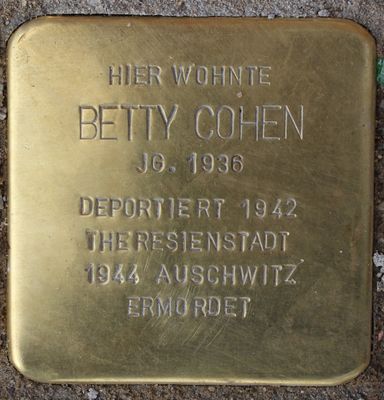 HIER WOHNTE
BETTY COHEN
JG. 1936
DEPORTIERT 1942
THERESIENSTADT
1944 AUSCHWITZ
ERMORDET